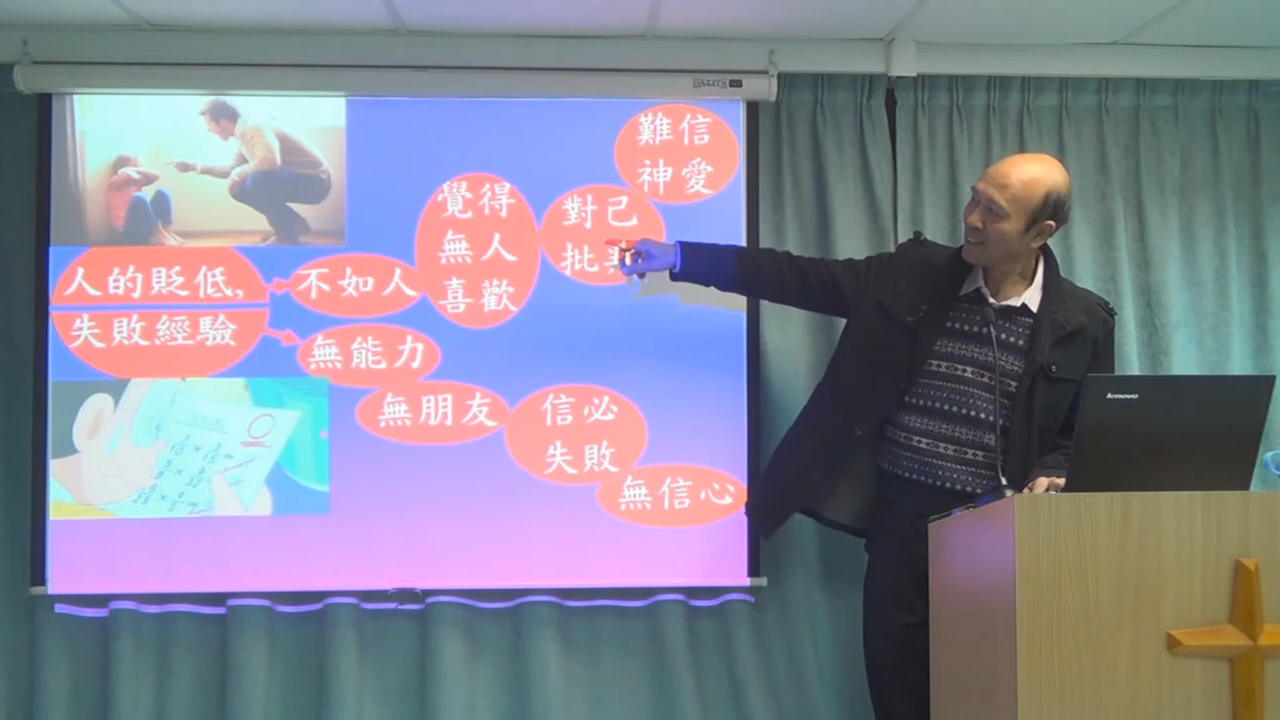 難信
神愛
覺得
無人
喜歡
對己
批
人的貶低,
失敗經驗
不如人
無能力
無朋友
信必
失敗
無信心
lenovo